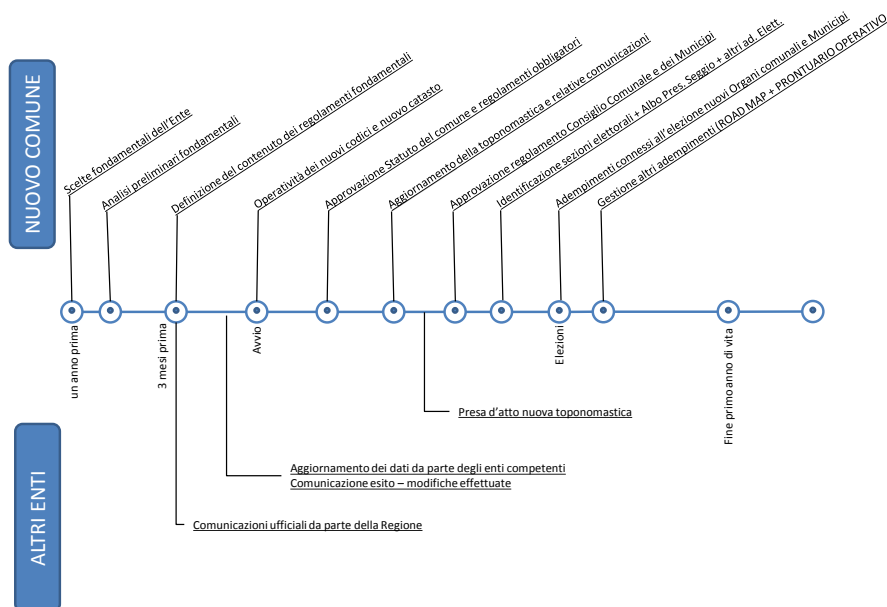 NUOVO COMUNE
Scelte fondamentali dell'Ente
Analisi preliminari fondamentali
Definizione del contenuto dei regolamenti fondamentali
Operatività dei nuovi codici e nuovo catasto
Approvazione Statuto del comune e regolamenti obbligatori
Aggiornamento della toponomastica e relative comunicazioni
Approvazione regolamento Consiglio Comunale e dei Municipi
Identificazione sezioni elettorali + Albo Pres. Seggio + altri ad. Elett.
Adempimenti connessi all'elezione nuovi Organi comunali e Municipi
Gestione altri adempimenti (ROAD MAP + PRONTUARIO OPERATIVO
un anno prima
3 mesi prima
Avvio
Elezioni
Fine primo anno di vita
Presa d'atto nuova toponomastica
Aggiornamento dei dati da parte degli enti competenti
Comunicazione esito – modifiche effettuate
Comunicazioni ufficiali da parte della Regione
ALTRI ENTI